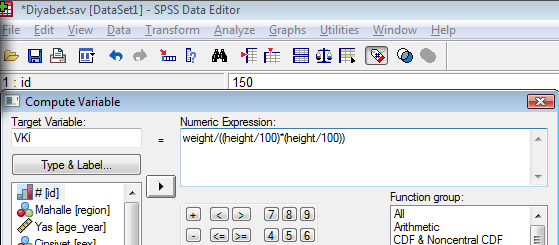 *Diyabet.sav [DataSet1] - SPSS Data Editor
File Edit View Data Transform Analyze Graphs Utilities Window Help
1 : id 150
Compute Variable
Target Variable: Numeric Expression:
VKİ = weight/((height/100)*(height/100))
Type & Label...
# [id]
Mahalle [region]
Yas [age_year]
Cinsiyet [sex]
Function group:
All
Arithmetic
CDF & Noncentral CDF
+ < > 7 8 9
- <= >= 4 5 6